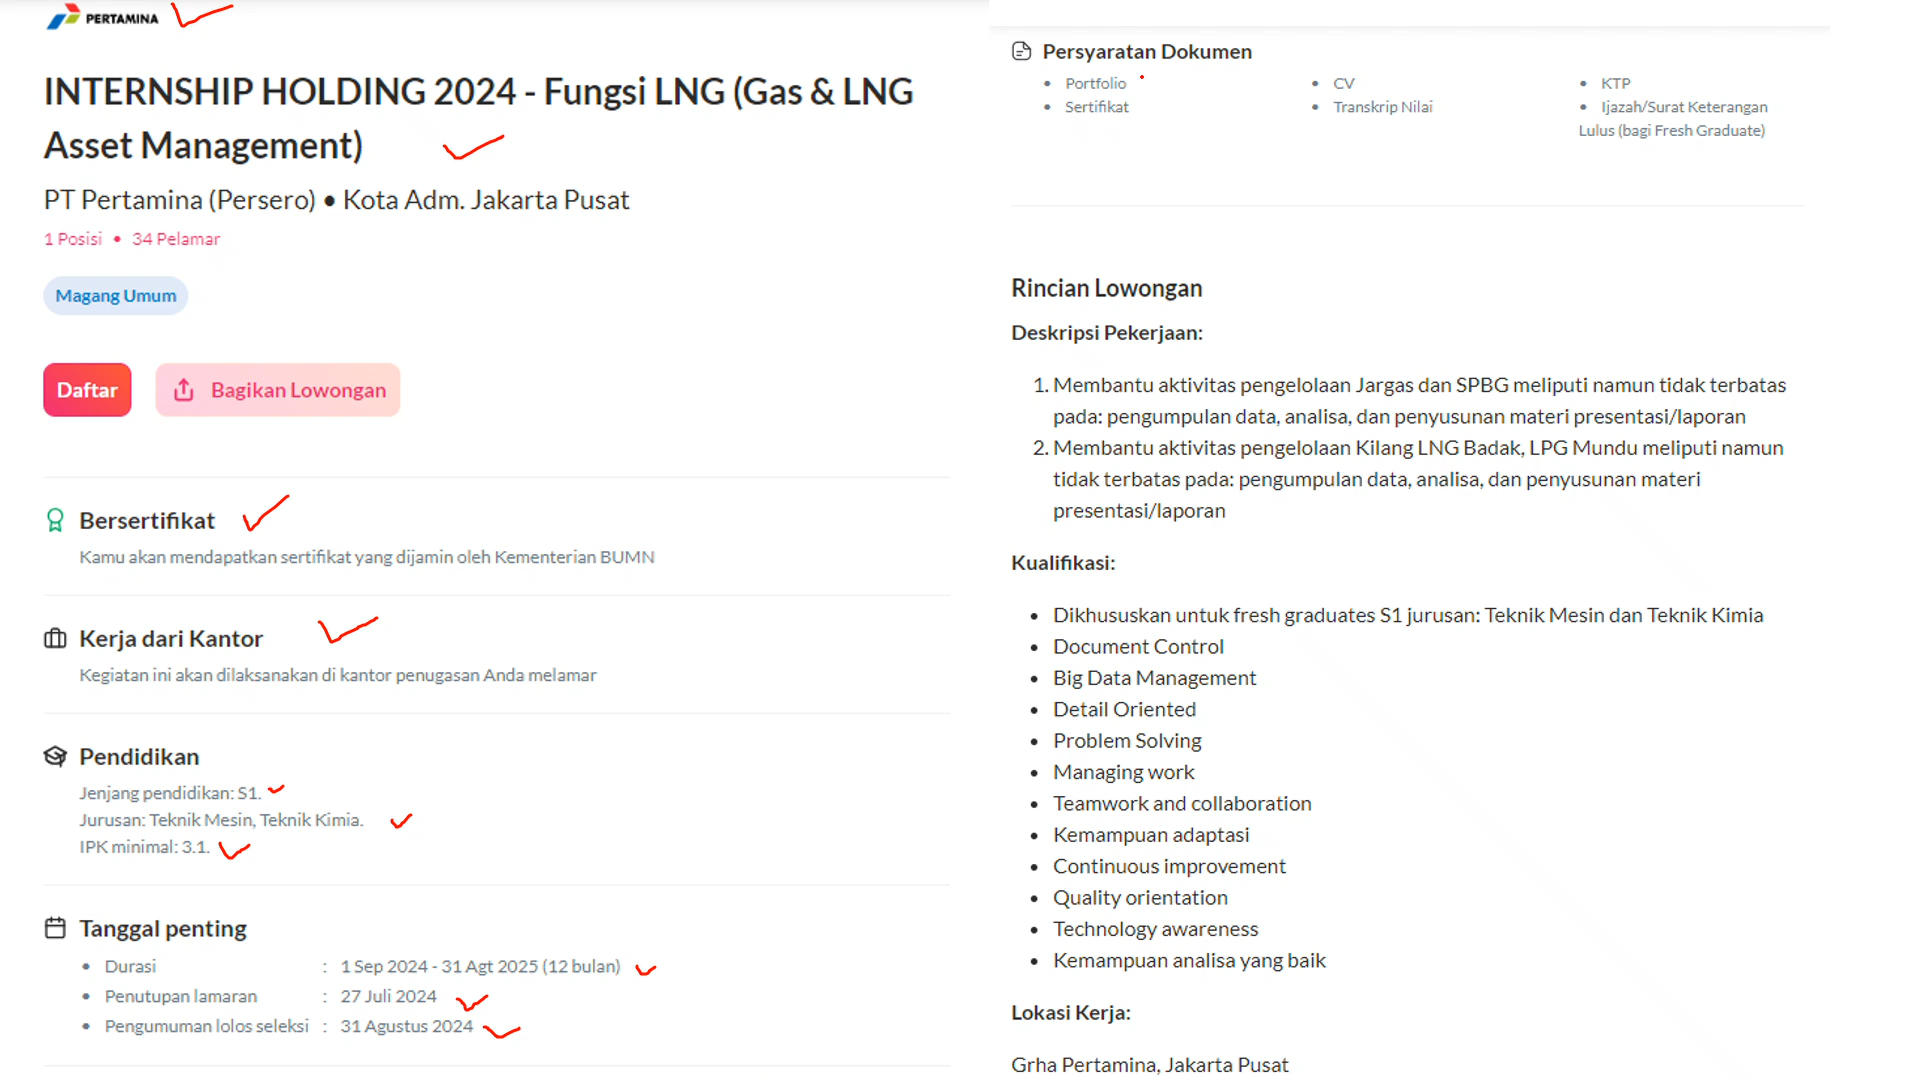 PERTAMINA
INTERNSHIP HOLDING 2024 - Fungsi LNG (Gas & LNG
Asset Management)
PT Pertamina (Persero) • Kota Adm. Jakarta Pusat
1 Posisi • 34 Pelamar
Magang Umum
Daftar
Bagikan Lowongan
Bersertifikat
Kamu akan mendapatkan sertifikat yang dijamin oleh Kementerian BUMN
Kerja dari Kantor
Kegiatan ini akan dilaksanakan di kantor penugasan Anda melamar
Pendidikan
Jenjang pendidikan: S1.
Jurusan: Teknik Mesin, Teknik Kimia.
IPK minimal: 3.1.
Tanggal penting
• Durasi : 1 Sep 2024 - 31 Agt 2025 (12 bulan)
• Penutupan lamaran : 27 Juli 2024
• Pengumuman lolos seleksi : 31 Agustus 2024
Persyaratan Dokumen
• Portfolio • CV • KTP
• Sertifikat • Transkrip Nilai • Ijazah/Surat Keterangan
Lulus (bagi Fresh Graduate)
Rincian Lowongan
Deskripsi Pekerjaan:
1. Membantu aktivitas pengelolaan Jargas dan SPBG meliputi namun tidak terbatas
pada: pengumpulan data, analisa, dan penyusunan materi presentasi/laporan
2. Membantu aktivitas pengelolaan Kilang LNG Badak, LPG Mundu meliputi namun
tidak terbatas pada: pengumpulan data, analisa, dan penyusunan materi
presentasi/laporan
Kualifikasi:
• Dikhususkan untuk fresh graduates S1 jurusan: Teknik Mesin dan Teknik Kimia
• Document Control
• Big Data Management
• Detail Oriented
• Problem Solving
• Managing work
• Teamwork and collaboration
• Kemampuan adaptasi
• Continuous improvement
• Quality orientation
• Technology awareness
• Kemampuan analisa yang baik
Lokasi Kerja:
Grha Pertamina, Jakarta Pusat